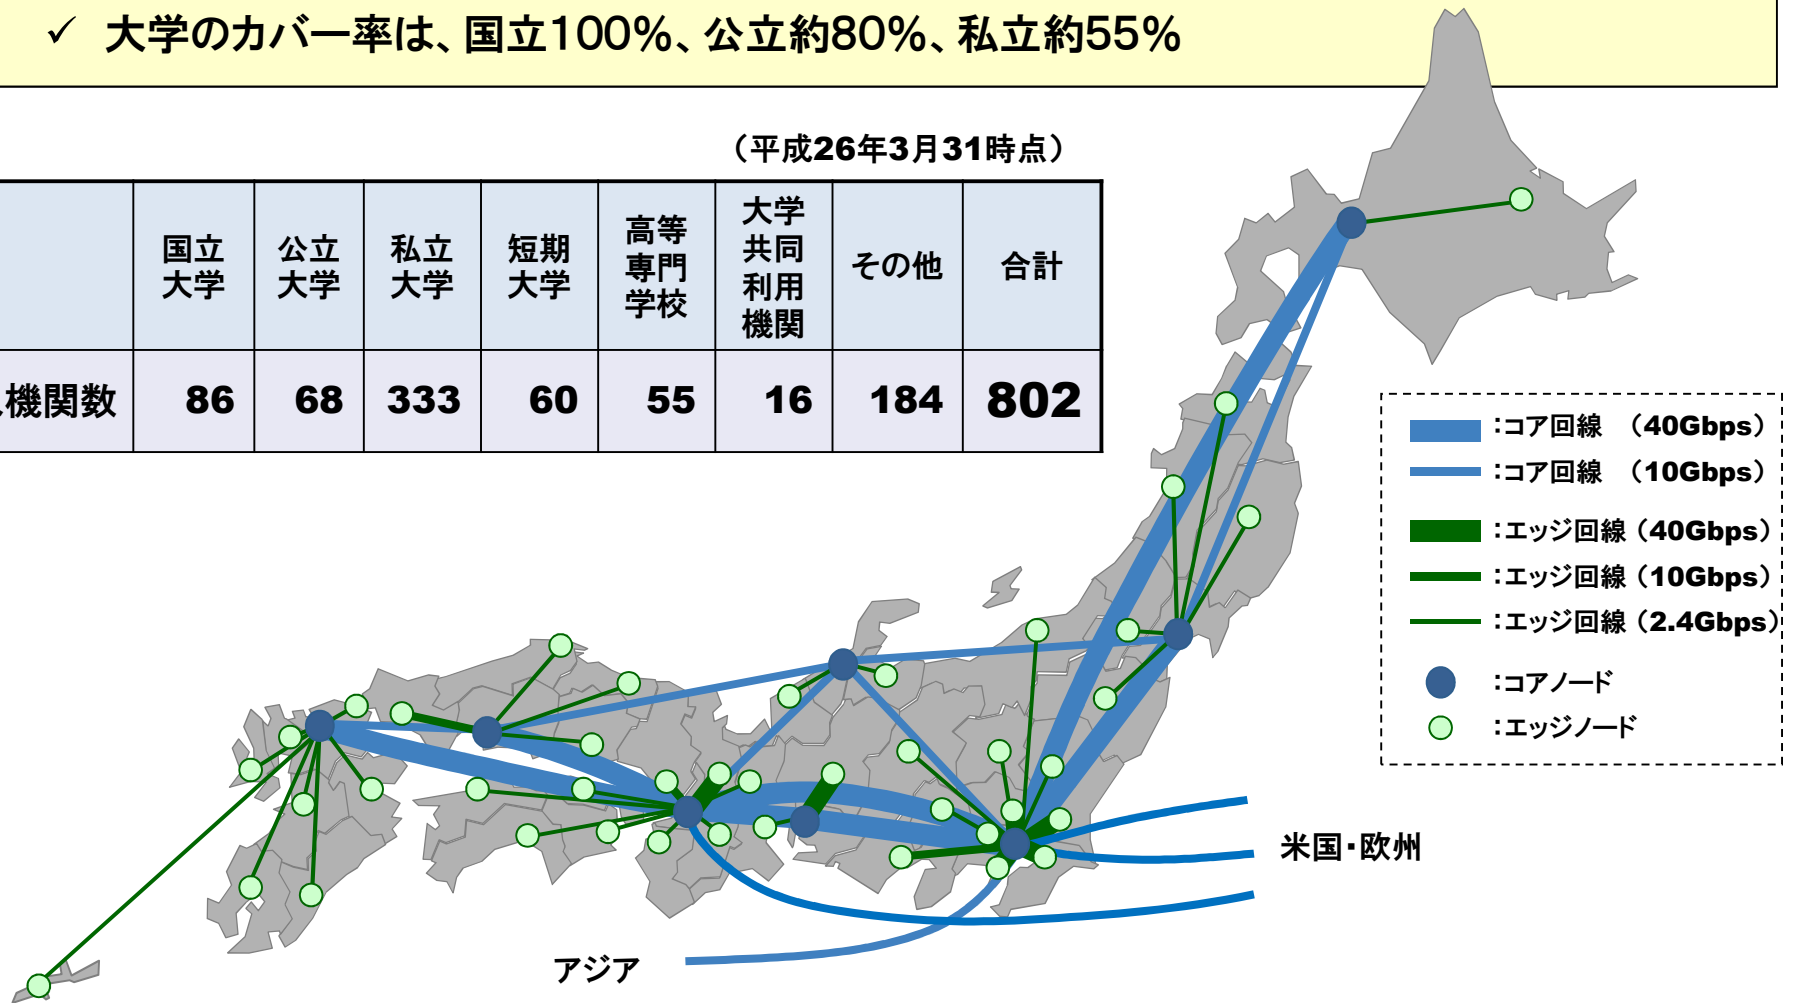 ✓ 大学のカバー率は、国立100%、公立約80%、私立約55%
（平成26年3月31時点）
国立大学 公立大学 私立大学 短期大学 高等専門学校 大学共同利用機関 その他 合計
機関数 86 68 333 60 55 16 184 802
：コア回線 （40Gbps）
：コア回線 （10Gbps）
：エッジ回線（40Gbps）
：エッジ回線（10Gbps）
：エッジ回線（2.4Gbps）
：コアノード
：エッジノード
米国・欧州
アジア